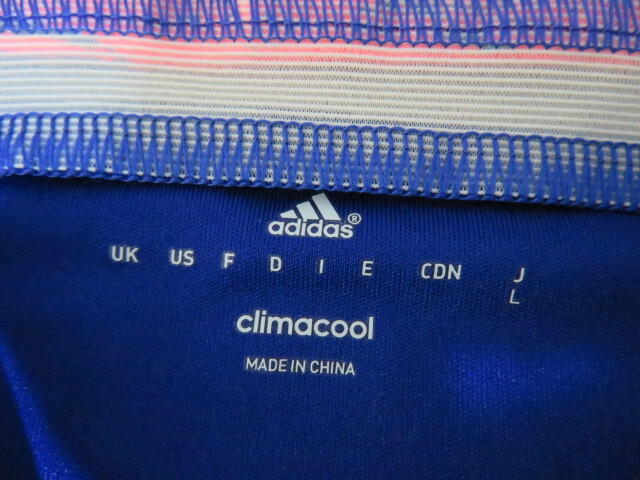 adidas®
UK US F D I E CDN J
L
climacool
MADE IN CHINA